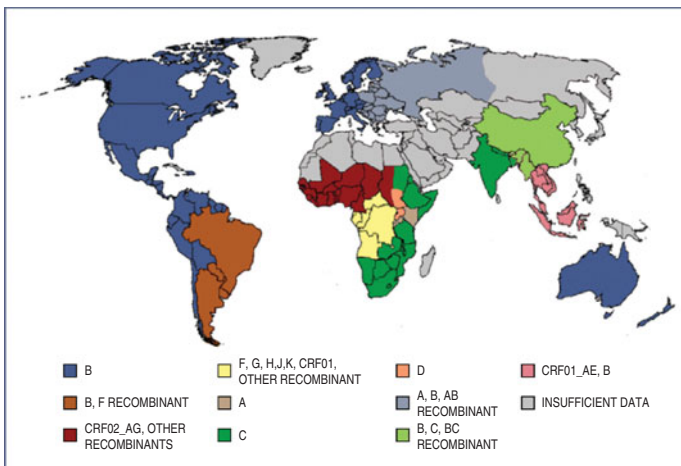 B
F, G, H,J,K, CRF01,
OTHER RECOMBINANT
D
CRF01_AE, B
B, F RECOMBINANT
A
A, B, AB
RECOMBINANT
INSUFFICIENT DATA
CRF02_AG, OTHER
RECOMBINANTS
C
B, C, BC
RECOMBINANT